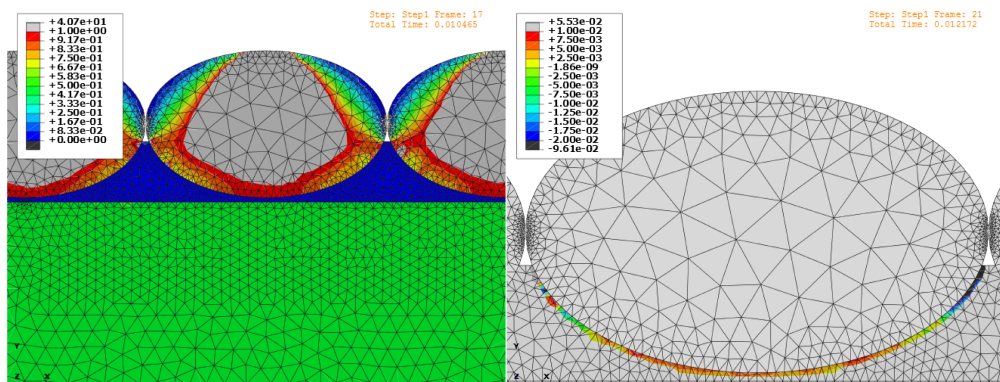 +4.07e+01
+1.00e+00
+9.17e-01
+8.33e-01
+7.50e-01
+6.67e-01
+5.83e-01
+5.00e-01
+4.17e-01
+3.33e-01
+2.50e-01
+1.67e-01
+8.33e-02
+0.00e+00
Step: Step1 Frame: 17
Total Time: 0.010465
Y
Z X
+5.53e-02
+1.00e-02
+7.50e-03
+5.00e-03
+2.50e-03
-1.86e-09
-2.50e-03
-5.00e-03
-7.50e-03
-1.00e-02
-1.25e-02
-1.50e-02
-1.75e-02
-2.00e-02
-9.61e-02
Step: Step1 Frame: 21
Total Time: 0.012172
Y
Z X